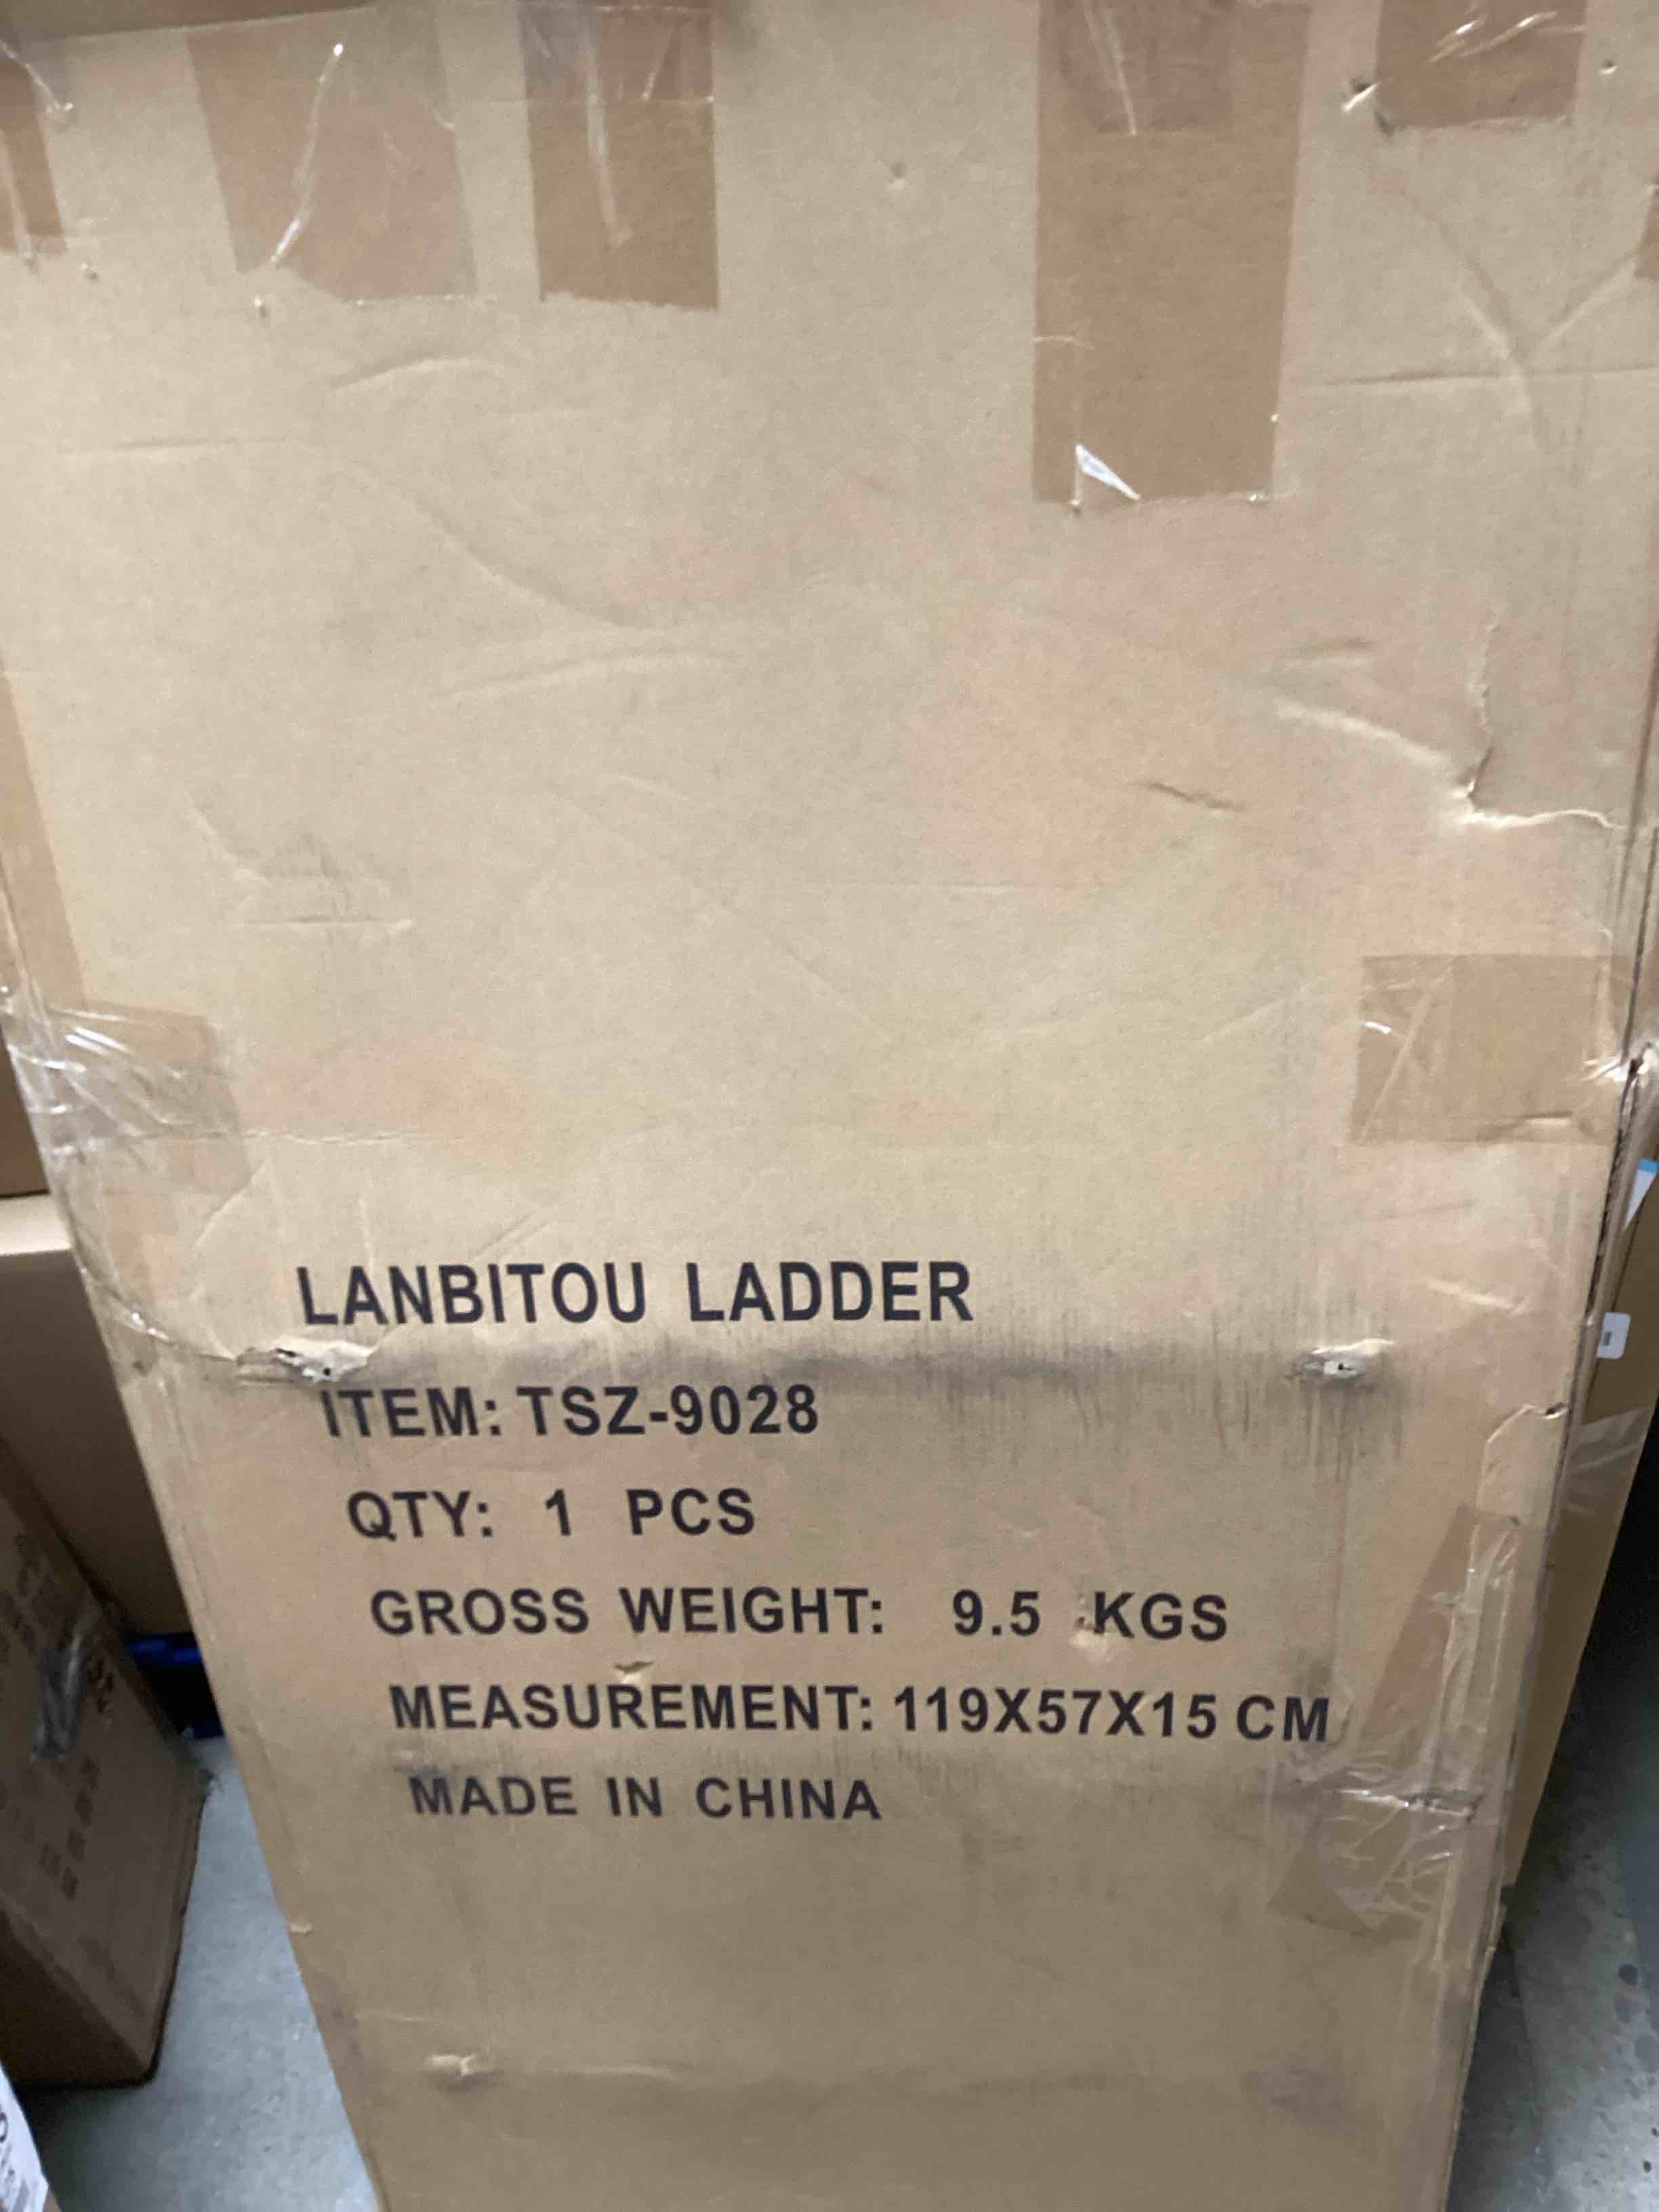 LANBITOU LADDER
ITEM: TSZ-9028
QTY: 1 PCS
GROSS WEIGHT: 9.5 KGS
MEASUREMENT: 119X57X15 CM
MADE IN CHINA